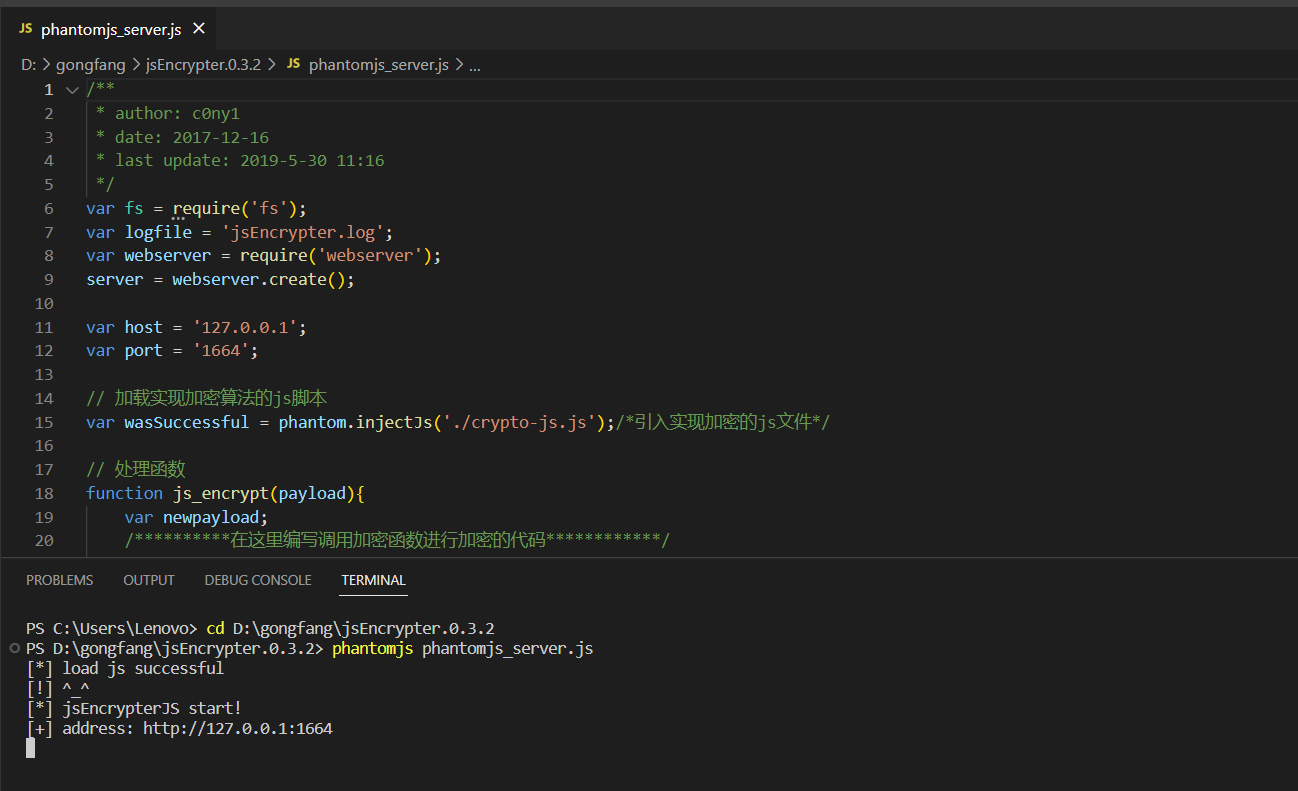 JS phantomjs_server.js ×
D: > gongfang > jsEncrypter.0.3.2 > JS phantomjs_server.js > ...
1 /**
2 * author: c0ny1
3 * date: 2017-12-16
4 * last update: 2019-5-30 11:16
5 */
6 var fs = require('fs');
7 var logfile = 'jsEncrypter.log';
8 var webserver = require('webserver');
9 server = webserver.create();
10
11 var host = '127.0.0.1';
12 var port = '1664';
13
14 // 加载实现加密算法的js脚本
15 var wasSuccessful = phantom.injectJs('./crypto-js.js');/*引入实现加密的js文件*/
16
17 // 处理函数
18 function js_encrypt(payload){
19 var newpayload;
20 /**********在这里编写调用加密函数进行加密的代码************/
PROBLEMS OUTPUT DEBUG CONSOLE TERMINAL
PS C:\Users\Lenovo> cd D:\gongfang\jsEncrypter.0.3.2
PS D:\gongfang\jsEncrypter.0.3.2> phantomjs phantomjs_server.js
[*] load js successful
[!] ^_^
[*] jsEncrypterJS start!
[+] address: http://127.0.0.1:1664